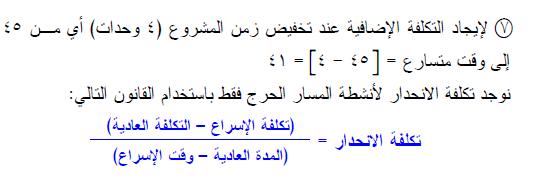 ⑦ لإيجاد التكلفة الإضافية عند تخفيض زمن المشروع (٤ وحدات) أي مـــن ٤٥
إلى وقت متسارع = [٤٥ - ٤] = ٤١
نوجد تكلفة الانحدار لأنشطة المسار الحرج فقط باستخدام القانون التالي:
(تكلفة الإسراع – التكلفة العادية)
تكلفة الانحدار =
(المدة العادية – وقت الإسراع)